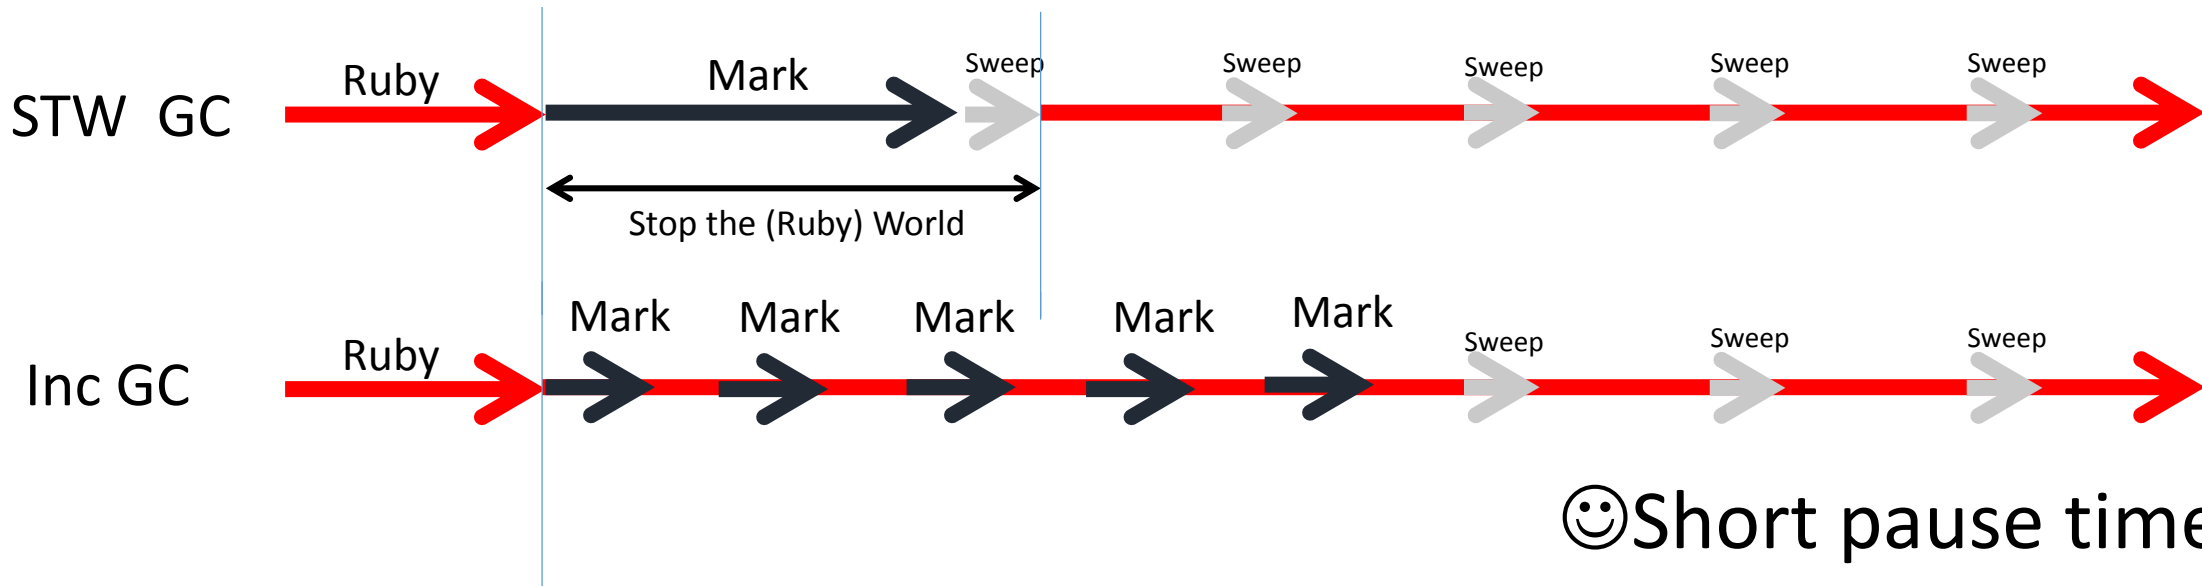 STW GC
Ruby
Mark
Sweep
Sweep
Sweep
Sweep
Sweep
Stop the (Ruby) World
Inc GC
Ruby
Mark
Mark
Mark
Mark
Mark
Sweep
Sweep
Sweep
☺Short pause time